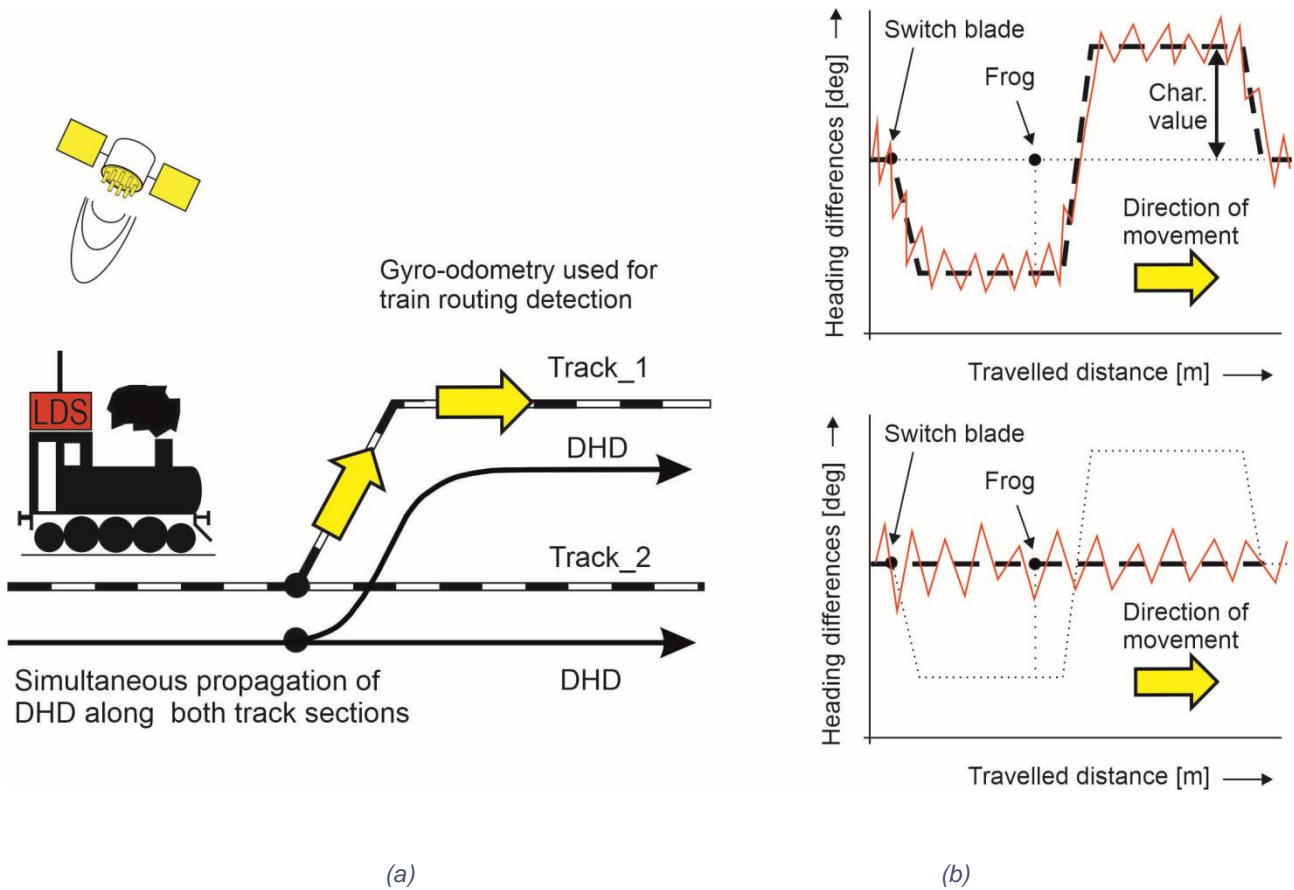 Gyro-odometry used for
train routing detection
LDS
Track_1
DHD
Track_2
DHD
Simultaneous propagation of
DHD along both track sections
(a)
Heading differences [deg]
Switch blade
Frog
Char.
value
Direction of
movement
Travelled distance [m]
Heading differences [deg]
Switch blade
Frog
Direction of
movement
Travelled distance [m]
(b)